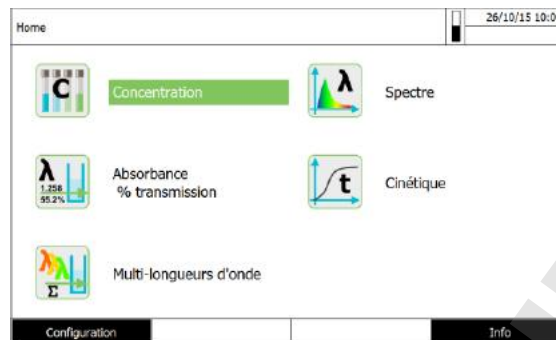 Home
26/10/15 10:0
C
Concentration
λ
Spectre
λ
1.258
55.2%
Absorbance
% transmission
t
Cinétique
λλ
Σ
Multi-longueurs d'onde
Configuration
Info